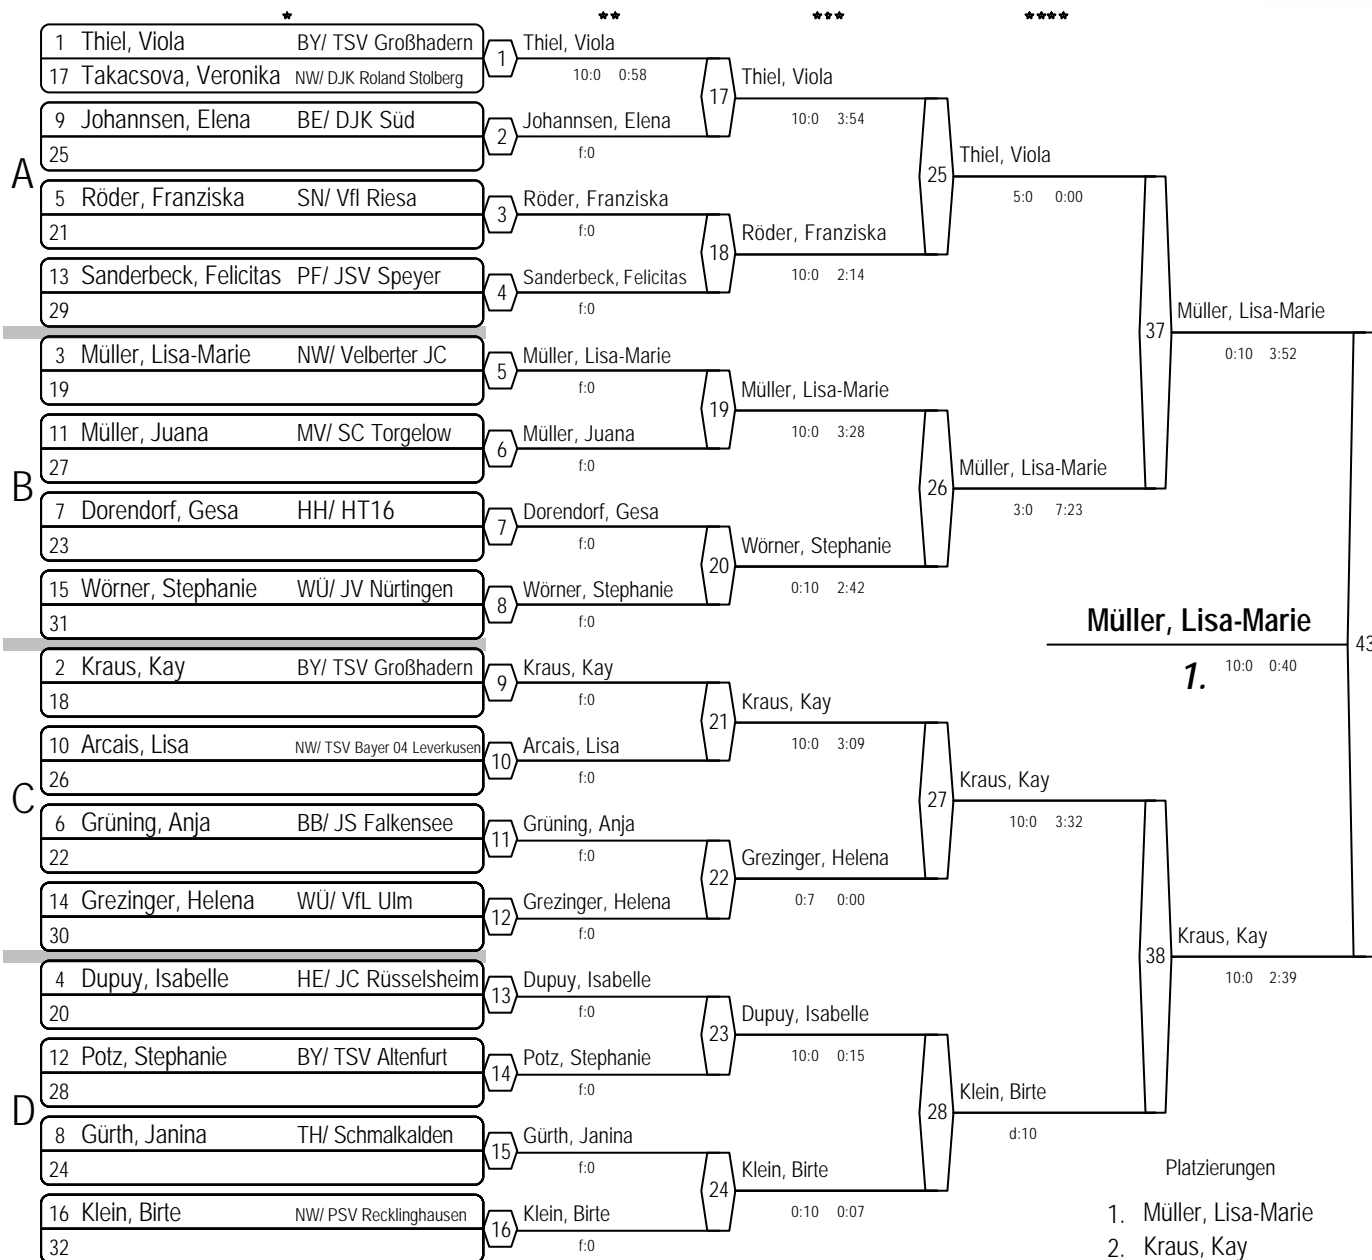 * ** *** ****
A
1 Thiel, Viola BY/ TSV Großhadern
17 Takacsova, Veronika NW/ DJK Roland Stolberg
9 Johannsen, Elena BE/ DJK Süd
25
5 Röder, Franziska SN/ Vfl Riesa
21
13 Sanderbeck, Felicitas PF/ JSV Speyer
29
B
3 Müller, Lisa-Marie NW/ Velberter JC
19
11 Müller, Juana MV/ SC Torgelow
27
7 Dorendorf, Gesa HH/ HT16
23
15 Wörner, Stephanie WÜ/ JV Nürtingen
31
C
2 Kraus, Kay BY/ TSV Großhadern
18
10 Arcais, Lisa NW/ TSV Bayer 04 Leverkusen
26
6 Grüning, Anja BB/ JS Falkensee
22
14 Grezinger, Helena WÜ/ VfL Ulm
30
D
4 Dupuy, Isabelle HE/ JC Rüsselsheim
20
12 Potz, Stephanie BY/ TSV Altenfurt
28
8 Gürth, Janina TH/ Schmalkalden
24
16 Klein, Birte NW/ PSV Recklinghausen
32
1 Thiel, Viola
10:0 0:58
2 Johannsen, Elena
f:0
3 Röder, Franziska
f:0
4 Sanderbeck, Felicitas
f:0
5 Müller, Lisa-Marie
f:0
6 Müller, Juana
f:0
7 Dorendorf, Gesa
f:0
8 Wörner, Stephanie
f:0
9 Kraus, Kay
f:0
10 Arcais, Lisa
f:0
11 Grüning, Anja
f:0
12 Grezinger, Helena
f:0
13 Dupuy, Isabelle
f:0
14 Potz, Stephanie
f:0
15 Gürth, Janina
f:0
16 Klein, Birte
f:0
17 Thiel, Viola
10:0 3:54
18 Röder, Franziska
10:0 2:14
19 Müller, Lisa-Marie
10:0 3:28
20 Wörner, Stephanie
0:10 2:42
21 Kraus, Kay
10:0 3:09
22 Grezinger, Helena
0:7 0:00
23 Dupuy, Isabelle
10:0 0:15
24 Klein, Birte
0:10 0:07
25 Thiel, Viola
5:0 0:00
26 Müller, Lisa-Marie
3:0 7:23
27 Kraus, Kay
10:0 3:32
28 Klein, Birte
d:10
37 Müller, Lisa-Marie
0:10 3:52
38 Kraus, Kay
10:0 2:39
Müller, Lisa-Marie
43
1. 10:0 0:40
Platzierungen
1. Müller, Lisa-Marie
2. Kraus, Kay